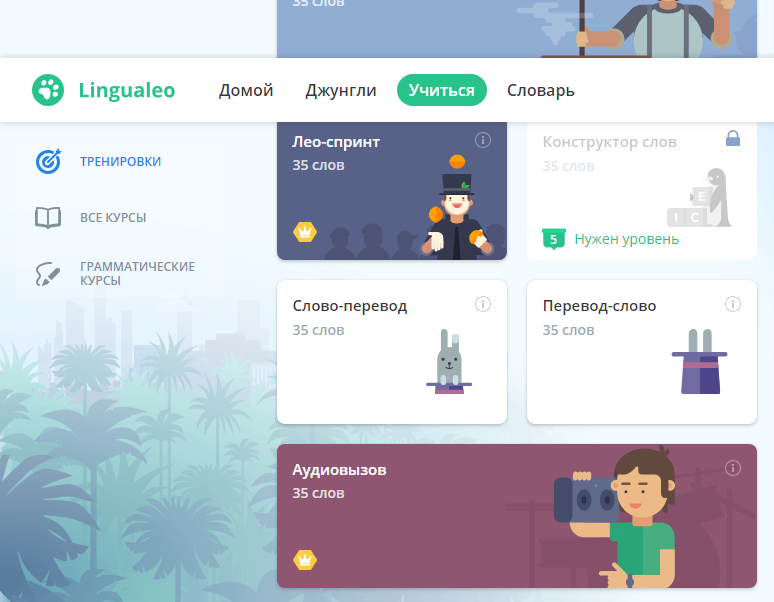 35 слов
Lingualeo
Домой
Джунгли
Учиться
Словарь
ТРЕНИРОВКИ
ВСЕ КУРСЫ
ГРАММАТИЧЕСКИЕ
КУРСЫ
Лео-спринт
35 слов
Конструктор слов
35 слов
E
I C
5 Нужен уровень
Слово-перевод
35 слов
Перевод-слово
35 слов
Аудиовызов
35 слов